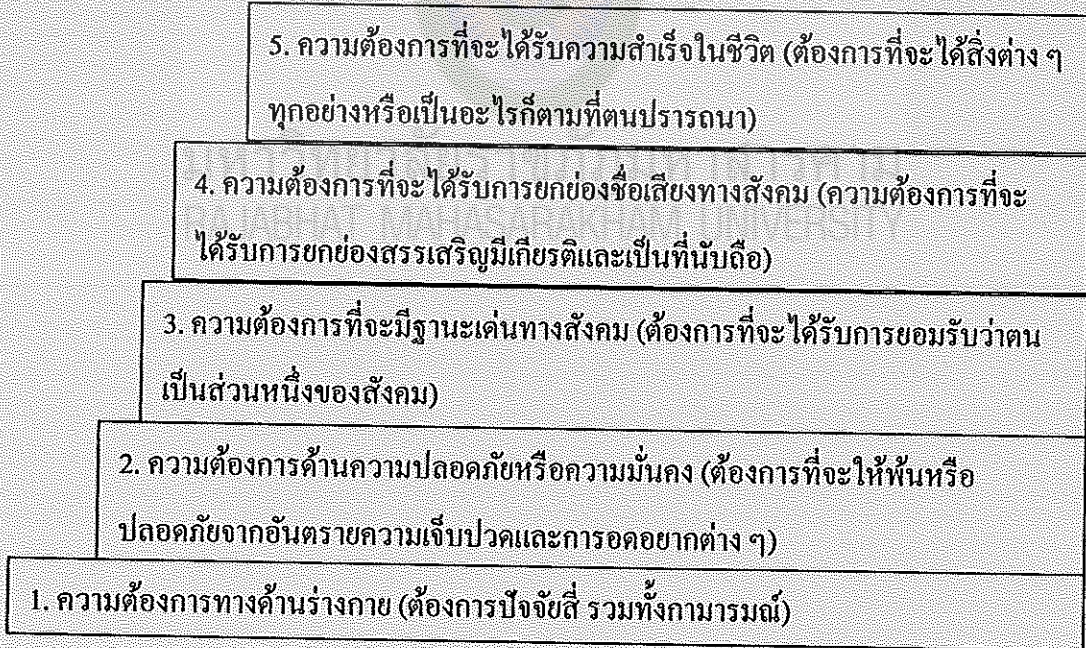 5. ความต้องการที่จะได้รับความสำเร็จในชีวิต (ต้องการที่จะได้สิ่งต่าง ๆ
ทุกอย่างหรือเป็นอะไรก็ตามที่ตนปรารถนา)
4. ความต้องการที่จะได้รับการยกย่องชื่อเสียงทางสังคม (ความต้องการที่จะ
ได้รับการยกย่องสรรเสริญมีเกียรติและเป็นที่นับถือ)
3. ความต้องการที่จะมีฐานะเด่นทางสังคม (ต้องการที่จะได้รับการยอมรับว่าตน
เป็นส่วนหนึ่งของสังคม)
2. ความต้องการด้านความปลอดภัยหรือความมั่นคง (ต้องการที่จะให้พ้นหรือ
ปลอดภัยจากอันตรายความเจ็บปวดและการอดอยากต่าง ๆ)
1. ความต้องการทางด้านร่างกาย (ต้องการปัจจัยสี่ รวมทั้งกามารมณ์)